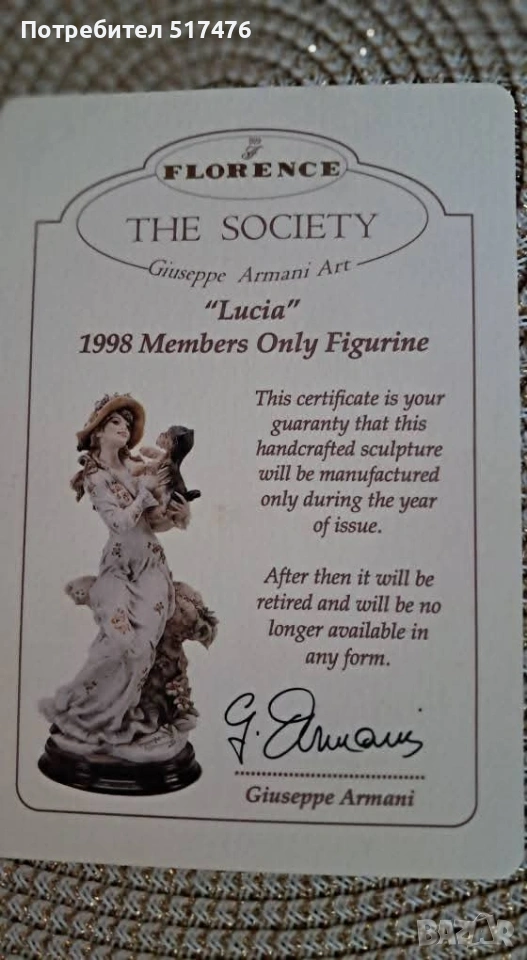 Потребител 517476
FLORENCE
THE SOCIETY
Giuseppe Armani Art
"Lucia"
1998 Members Only Figurine
This certificate is your
guaranty that this
handcrafted sculpture
will be manufactured
only during the year
of issue.
After then it will be
retired and will be no
longer available in
any form.
G. Armani
Giuseppe Armani
BAZAR